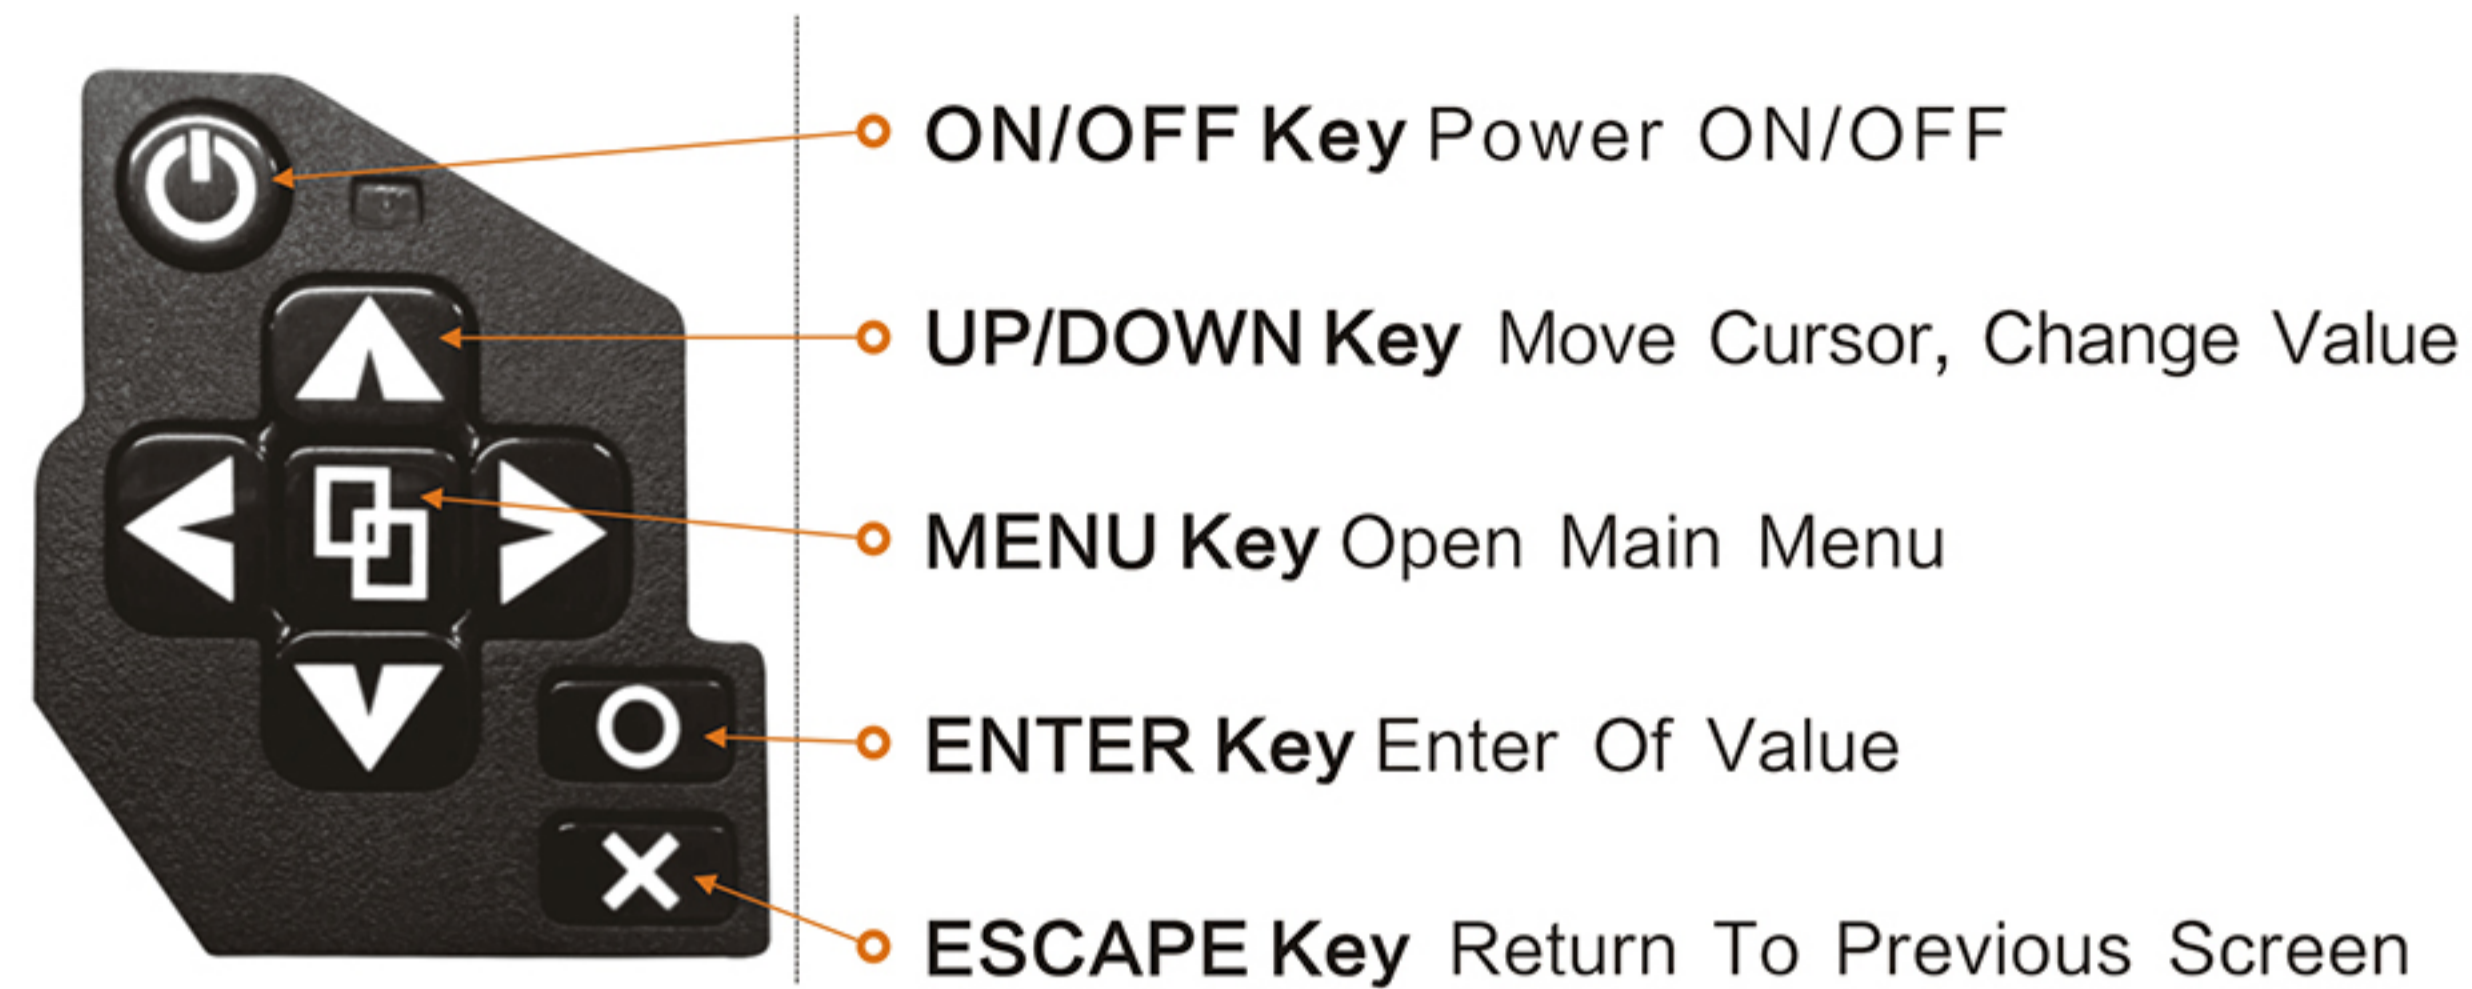 ON/OFF Key Power ON/OFF
UP/DOWN Key Move Cursor, Change Value
MENU Key Open Main Menu
ENTER Key Enter Of Value
ESCAPE Key Return To Previous Screen